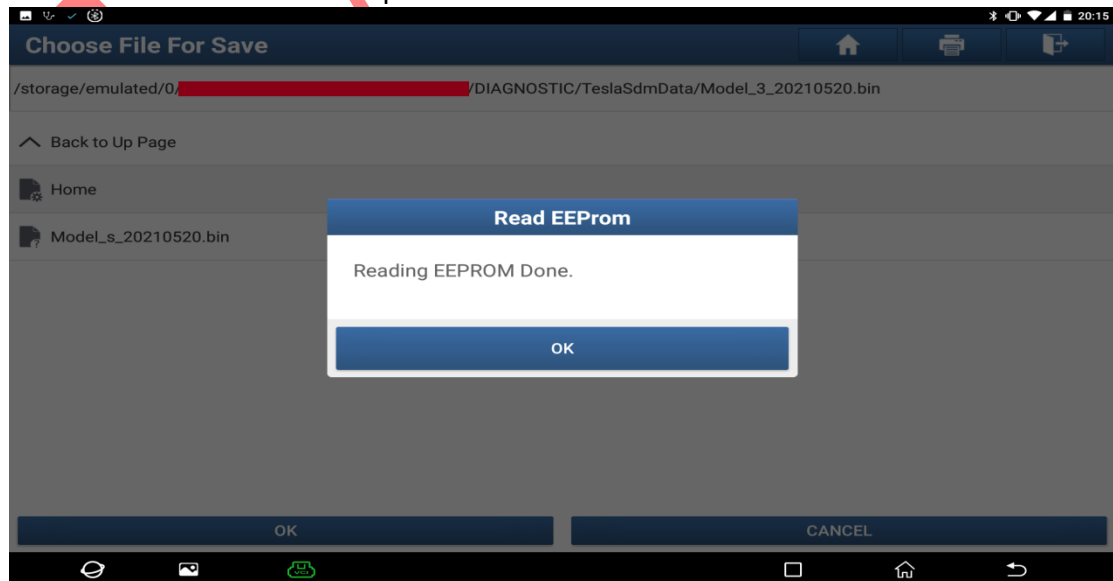 20:15
Choose File For Save
/storage/emulated/0/ /DIAGNOSTIC/TeslaSdmData/Model_3_20210520.bin
Back to Up Page
Home
Model_s_20210520.bin
Read EEProm
Reading EEPROM Done.
OK
OK CANCEL
VCI